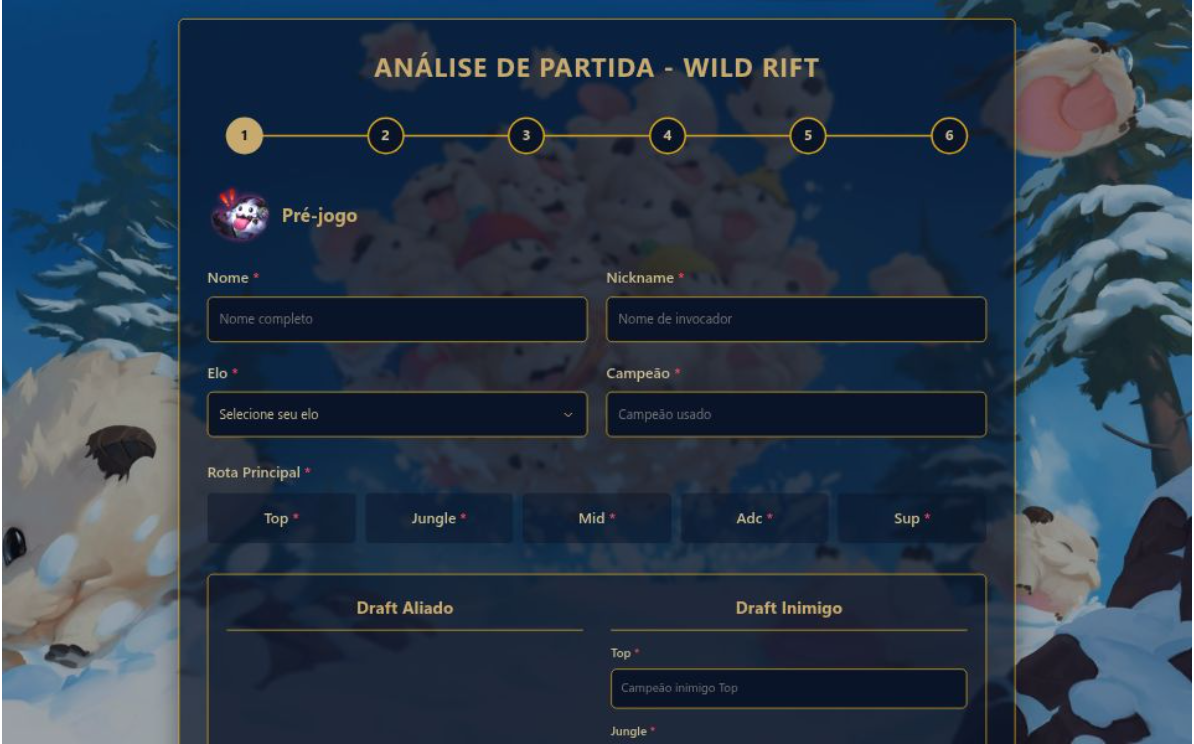 ANÁLISE DE PARTIDA - WILD RIFT
1 2 3 4 5 6
Pré-jogo
Nome * Nickname *
Nome completo Nome de invocador
Elo * Campeão *
Selecione seu elo Campeão usado
Rota Principal *
Top * Jungle * Mid * Adc * Sup *
Draft Aliado Draft Inimigo
Top *
Campeão inimigo Top
Jungle *